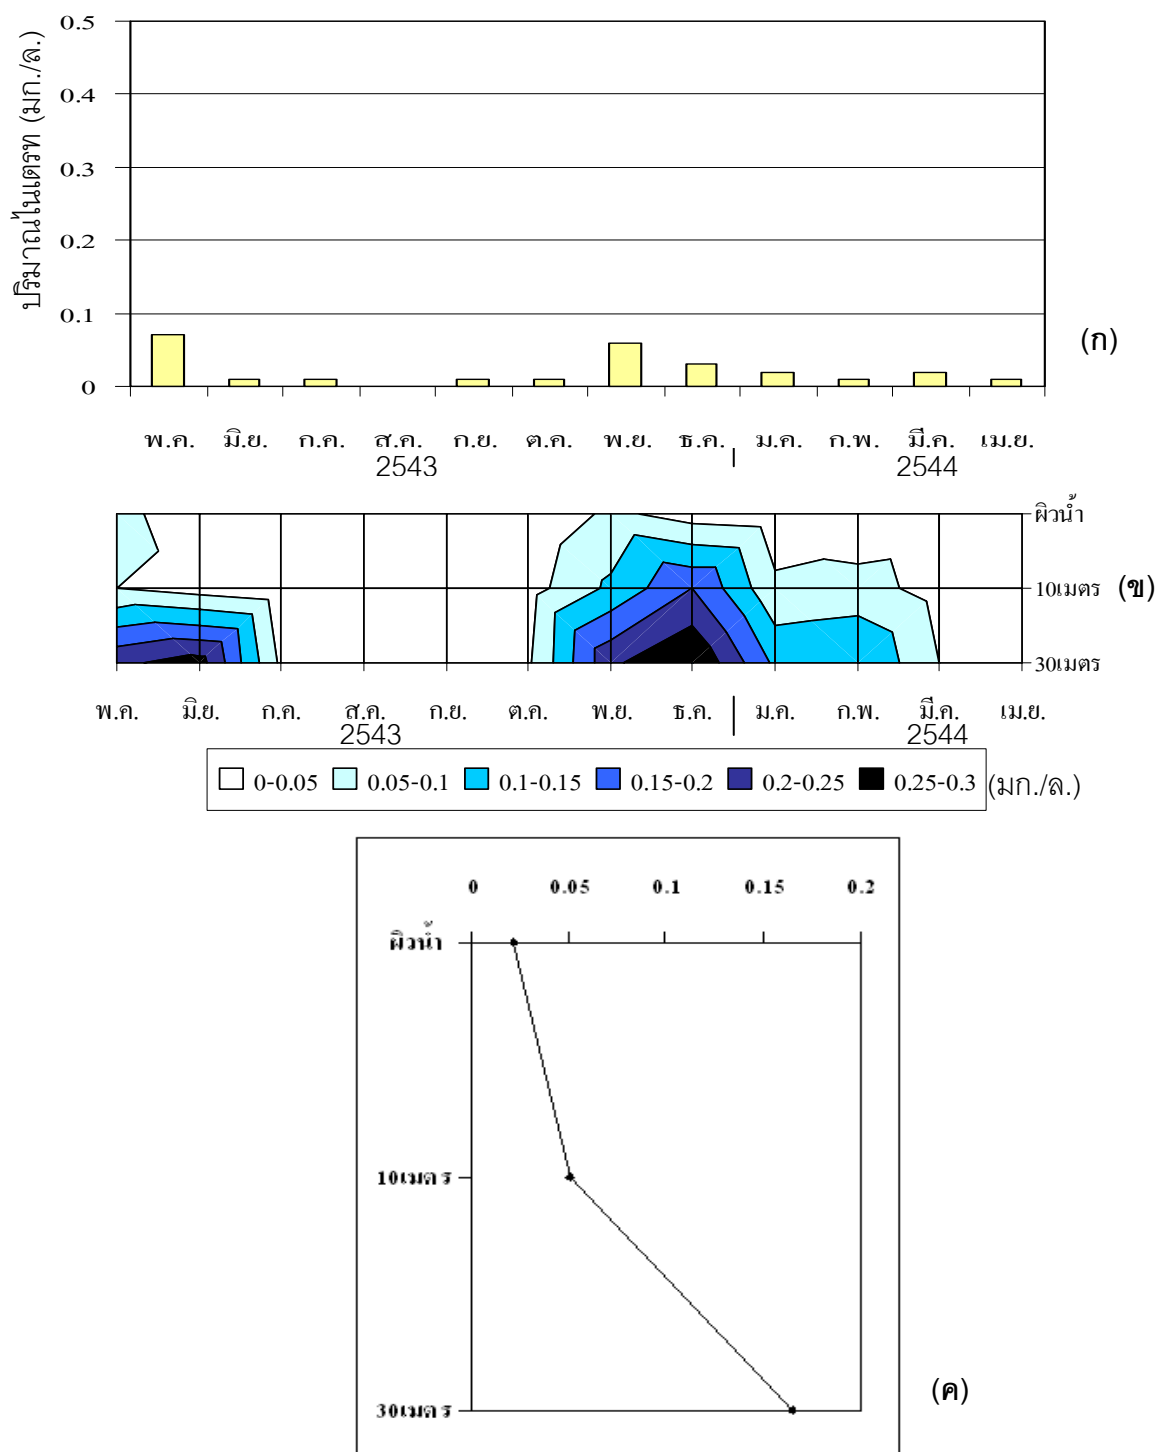 ปริมาณไนเตรท (มก./ล.)
0.5
0.4
0.3
0.2
0.1
0
(ก)
พ.ค. มิ.ย. ก.ค. ส.ค. ก.ย. ต.ค. พ.ย. ธ.ค. ม.ค. ก.พ. มี.ค. เม.ย.
2543 2544
ผิวน้ำ
10เมตร (ข)
30เมตร
พ.ค. มิ.ย. ก.ค. ส.ค. ก.ย. ต.ค. พ.ย. ธ.ค. ม.ค. ก.พ. มี.ค. เม.ย.
2543 2544
0-0.05 0.05-0.1 0.1-0.15 0.15-0.2 0.2-0.25 0.25-0.3 (มก./ล.)
0 0.05 0.1 0.15 0.2
ผิวน้ำ
10เมตร
(ค)
30เมตร